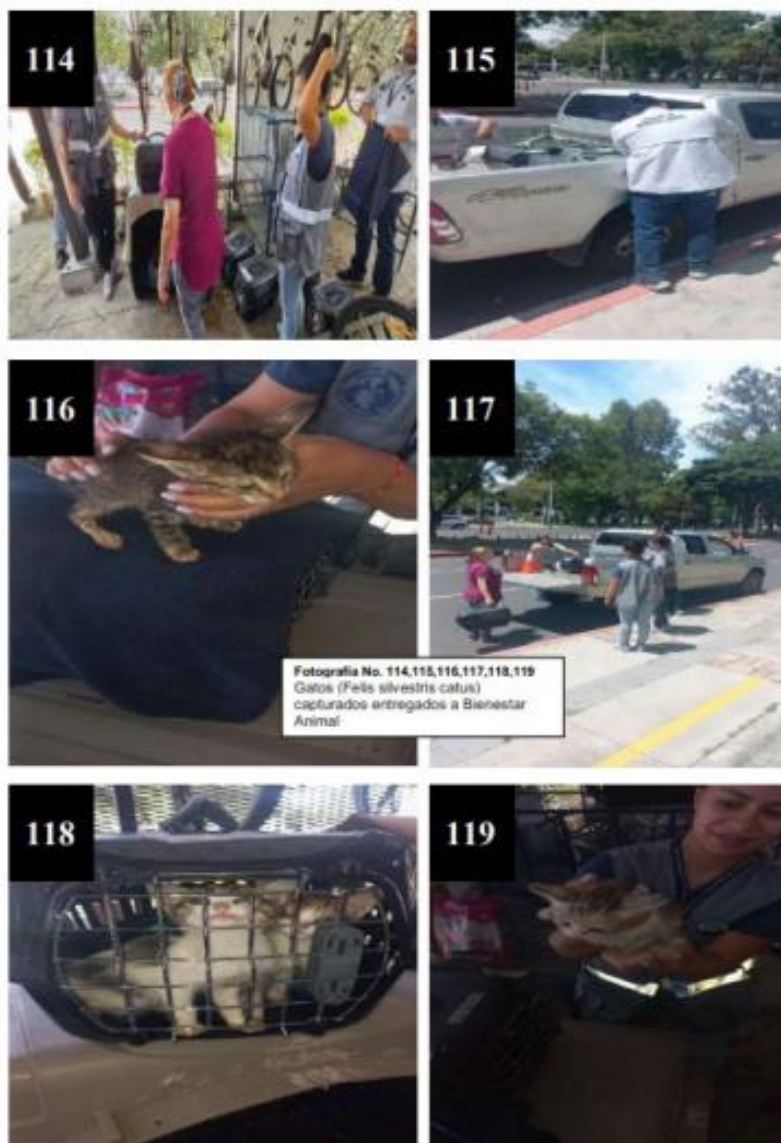 114
115
116
117
Fotografía No. 114,115,116,117,118,119
Gatos (Felis silvestris catus)
capturados entregados a Bienestar
Animal
118
119